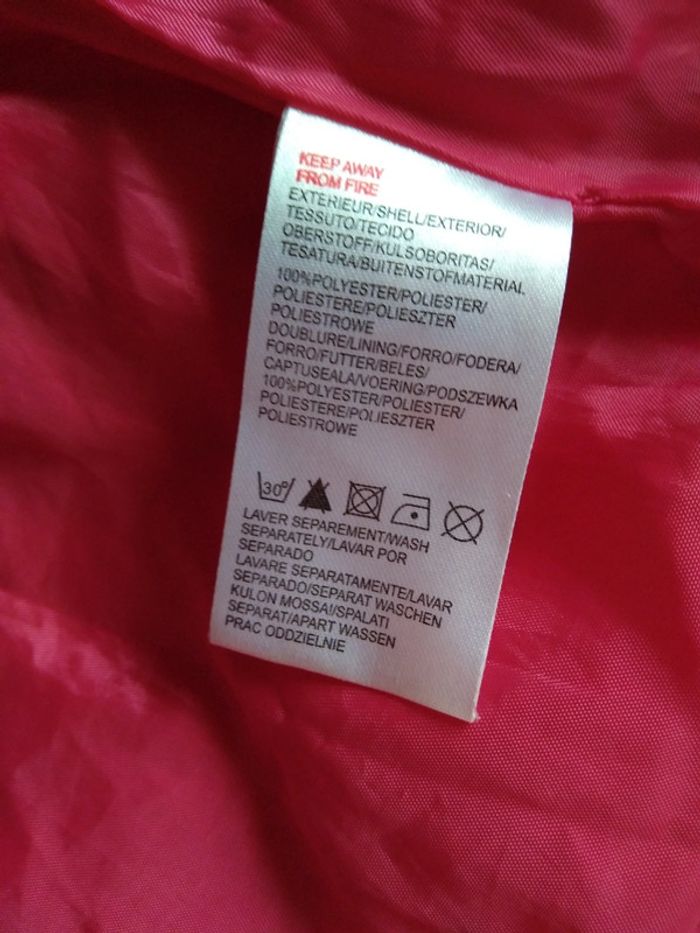 KEEP AWAY
FROM FIRE
EXTERIEUR/SHELL/EXTERIOR/
TESSUTO/TECIDO
OBERSTOFF/KULSOBORITAS/
TESATURA/BUITENSTOFMATERIAL
100%POLYESTER/POLIESTER/
POLIESTERE/POLIESZTER
POLIESTROWE
DOUBLURE/LINING/FORRO/FODERA/
FORRO/FUTTER/BELES/
CAPTUSEALA/VOERING/PODSZEWKA
100%POLYESTER/POLIESTER/
POLIESTERE/POLIESZTER
POLIESTROWE
30°
LAVER SEPAREMENT/WASH
SEPARATELY/LAVAR POR
SEPARADO
LAVARE SEPARATAMENTE/LAVAR
SEPARADO/SEPARAT WASCHEN
KULON MOSSAI/SPALATI
SEPARAT/APART WASSEN
PRAC ODDZIELNIE